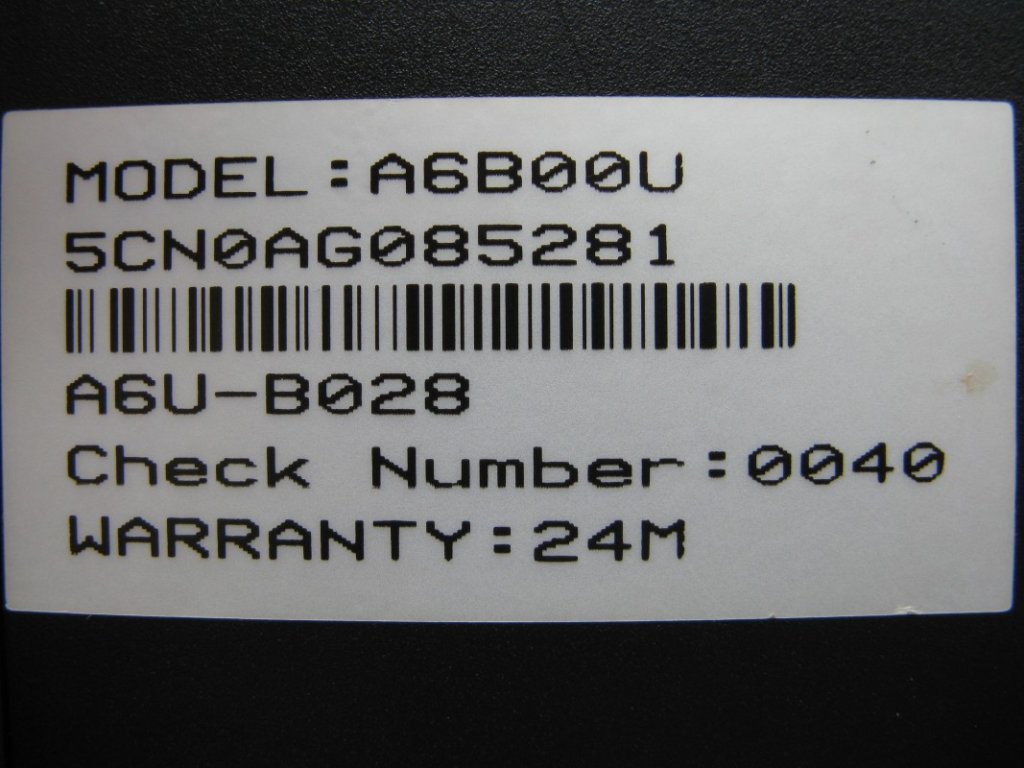 MODEL:A6B00U
5CN0AG085281
A6U-B028
Check Number:0040
WARRANTY:24M